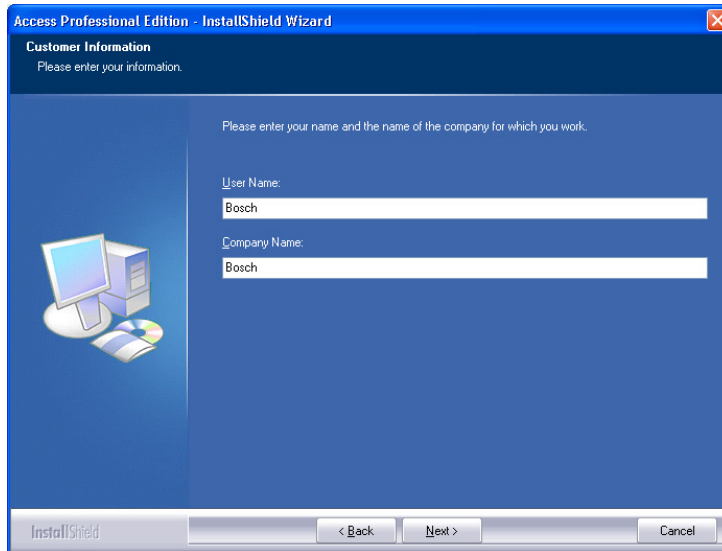 Access Professional Edition - InstallShield Wizard
Customer Information
Please enter your information.
Please enter your name and the name of the company for which you work.
User Name:
Bosch
Company Name:
Bosch
InstallShield
< Back
Next >
Cancel